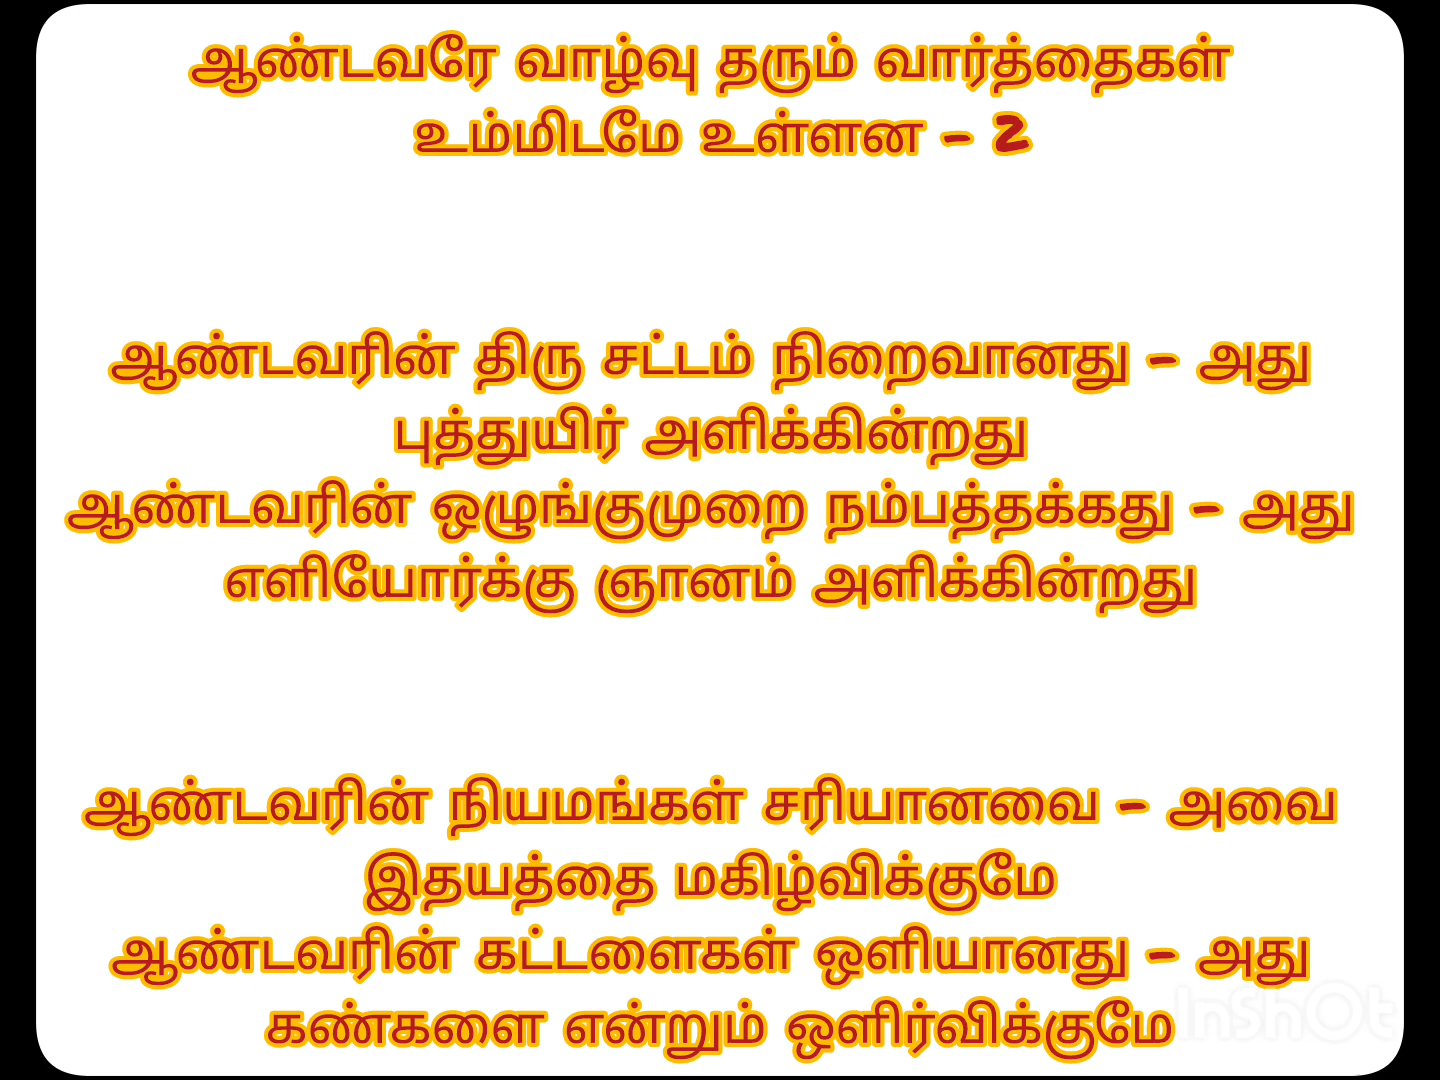 ஆண்டவரே வாழ்வு தரும் வார்த்தைகள்
உம்மிடமே உள்ளன - 2
ஆண்டவரின் திரு சட்டம் நிறைவானது - அது
புத்துயிர் அளிக்கின்றது
ஆண்டவரின் ஒழுங்குமுறை நம்பத்தக்கது - அது
எளியோர்க்கு ஞானம் அளிக்கின்றது
ஆண்டவரின் நியமங்கள் சரியானவை - அவை
இதயத்தை மகிழ்விக்குமே
ஆண்டவரின் கட்டளைகள் ஒளியானது - அது
கண்களை என்றும் ஒளிர்விக்குமே
InShOt